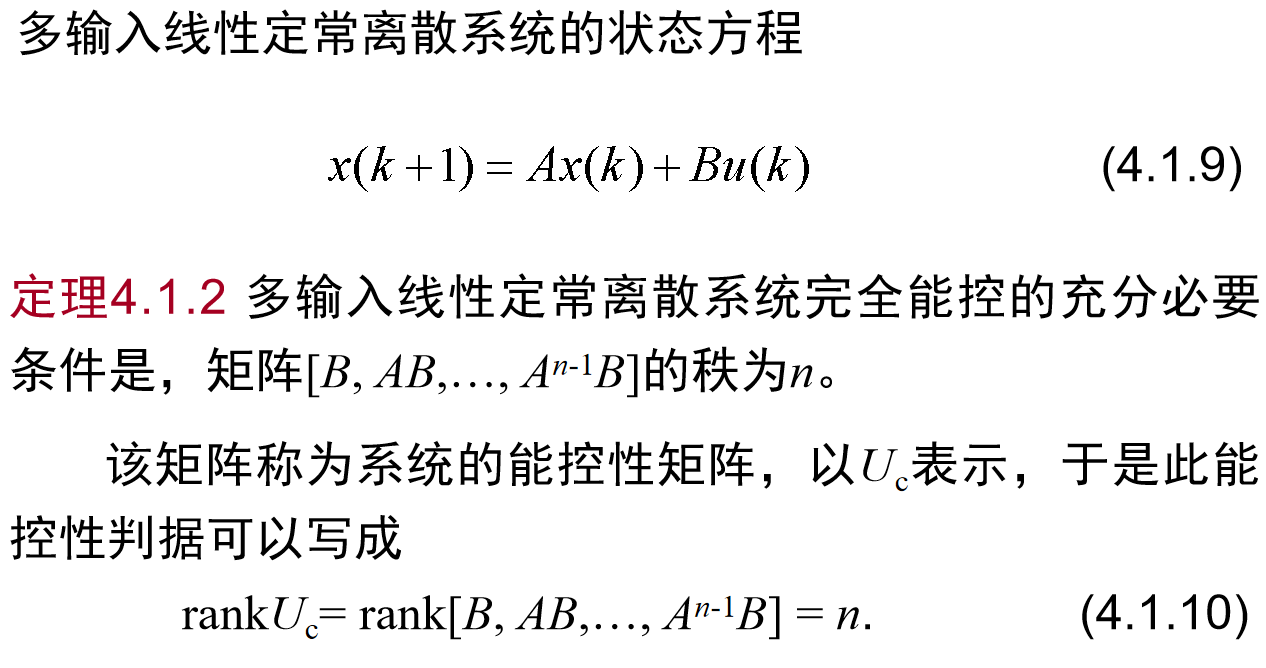 多输入线性定常离散系统的状态方程
x(k+1) = Ax(k) + Bu(k) (4.1.9)
定理4.1.2 多输入线性定常离散系统完全能控的充分必要
条件是，矩阵[B, AB,…, Aⁿ⁻¹B]的秩为n。
该矩阵称为系统的能控性矩阵，以U_c表示，于是此能
控性判据可以写成
rankU_c= rank[B, AB,…, Aⁿ⁻¹B] = n. (4.1.10)